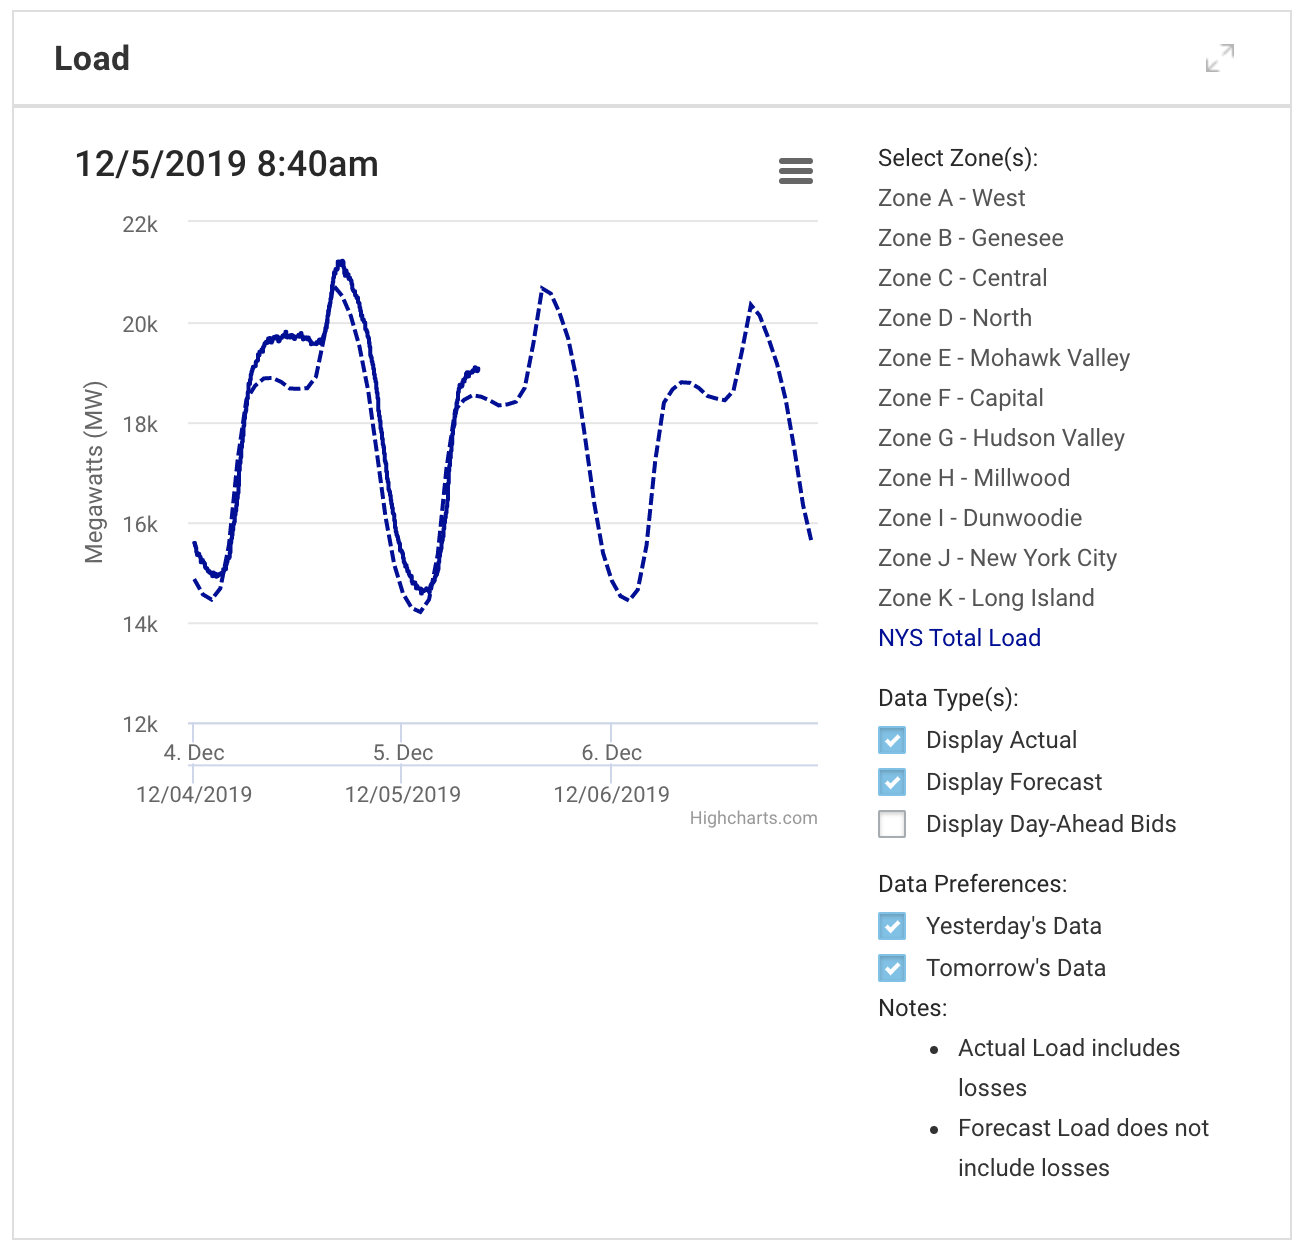 Load
12/5/2019 8:40am
22k
20k
18k
16k
14k
12k
Megawatts (MW)
4. Dec
5. Dec
6. Dec
12/04/2019
12/05/2019
12/06/2019
Highcharts.com
Select Zone(s):
Zone A - West
Zone B - Genesee
Zone C - Central
Zone D - North
Zone E - Mohawk Valley
Zone F - Capital
Zone G - Hudson Valley
Zone H - Millwood
Zone I - Dunwoodie
Zone J - New York City
Zone K - Long Island
NYS Total Load
Data Type(s):
Display Actual
Display Forecast
Display Day-Ahead Bids
Data Preferences:
Yesterday's Data
Tomorrow's Data
Notes:
• Actual Load includes
losses
• Forecast Load does not
include losses